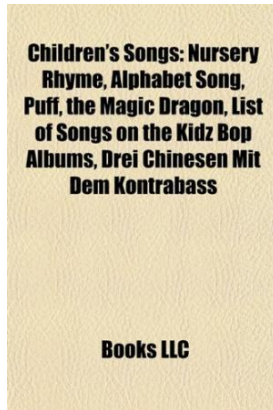 Children's Songs: Nursery
Rhyme, Alphabet Song,
Puff, the Magic Dragon, List
of Songs on the Kidz Bop
Albums, Drei Chinesen Mit
Dem Kontrabass
Books LLC